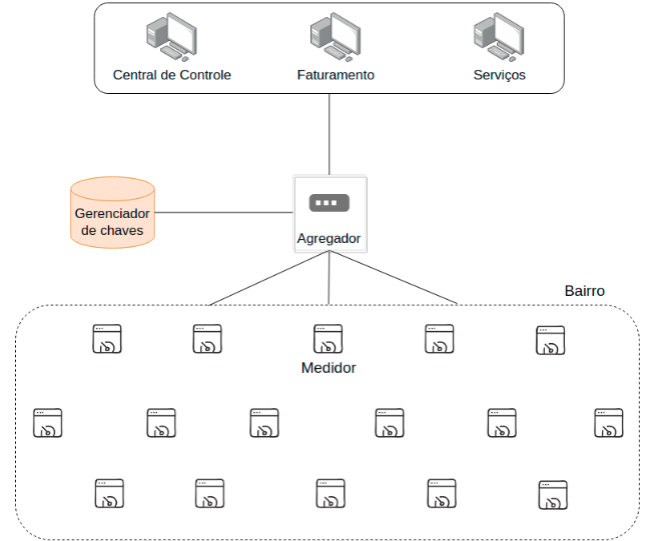 Central de Controle
Faturamento
Serviços
Gerenciador
de chaves
Agregador
Bairro
Medidor